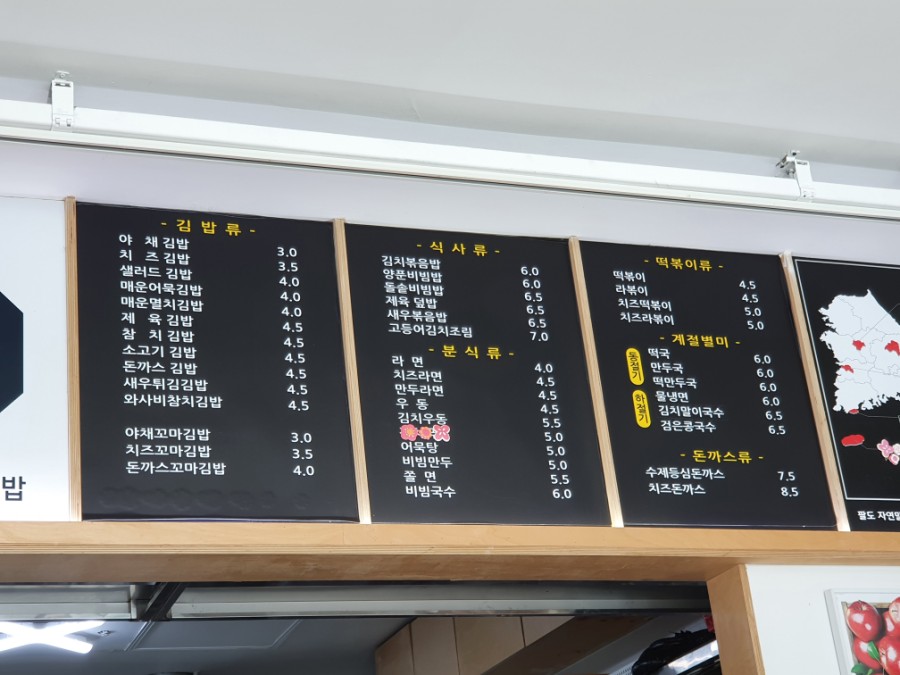 - 김 밥 류 -
야 채 김밥 3.0
치 즈 김밥 3.5
샐러드 김밥 4.0
매운어묵김밥 4.0
매운멸치김밥 4.0
제 육 김밥 4.5
참 치 김밥 4.5
소고기 김밥 4.5
돈까스 김밥 4.5
새우튀김김밥 4.5
와사비참치김밥 4.5
야채꼬마김밥 3.0
치즈꼬마김밥 3.5
돈까스꼬마김밥 4.0
- 식 사 류 -
김치볶음밥 6.0
양푼비빔밥 6.0
돌솥비빔밥 6.5
제육 덮밥 6.5
새우볶음밥 6.5
고등어김치조림 7.0
- 분 식 류 -
라 면 4.0
치즈라면 4.5
만두라면 4.5
우 동 4.5
김치우동 5.5
5.0
어묵탕 5.0
비빔만두 5.0
쫄 면 5.5
비빔국수 6.0
- 떡볶이류 -
떡볶이 4.5
라볶이 4.5
치즈떡볶이 5.0
치즈라볶이 5.0
- 계절별미 -
동절기
떡국 6.0
만두국 6.0
떡만두국 6.0
하절기
물냉면 6.0
김치말이국수 6.5
검은콩국수 6.5
- 돈까스류 -
수제등심돈까스 7.5
치즈돈까스 8.5
밥
팔도 자연밀